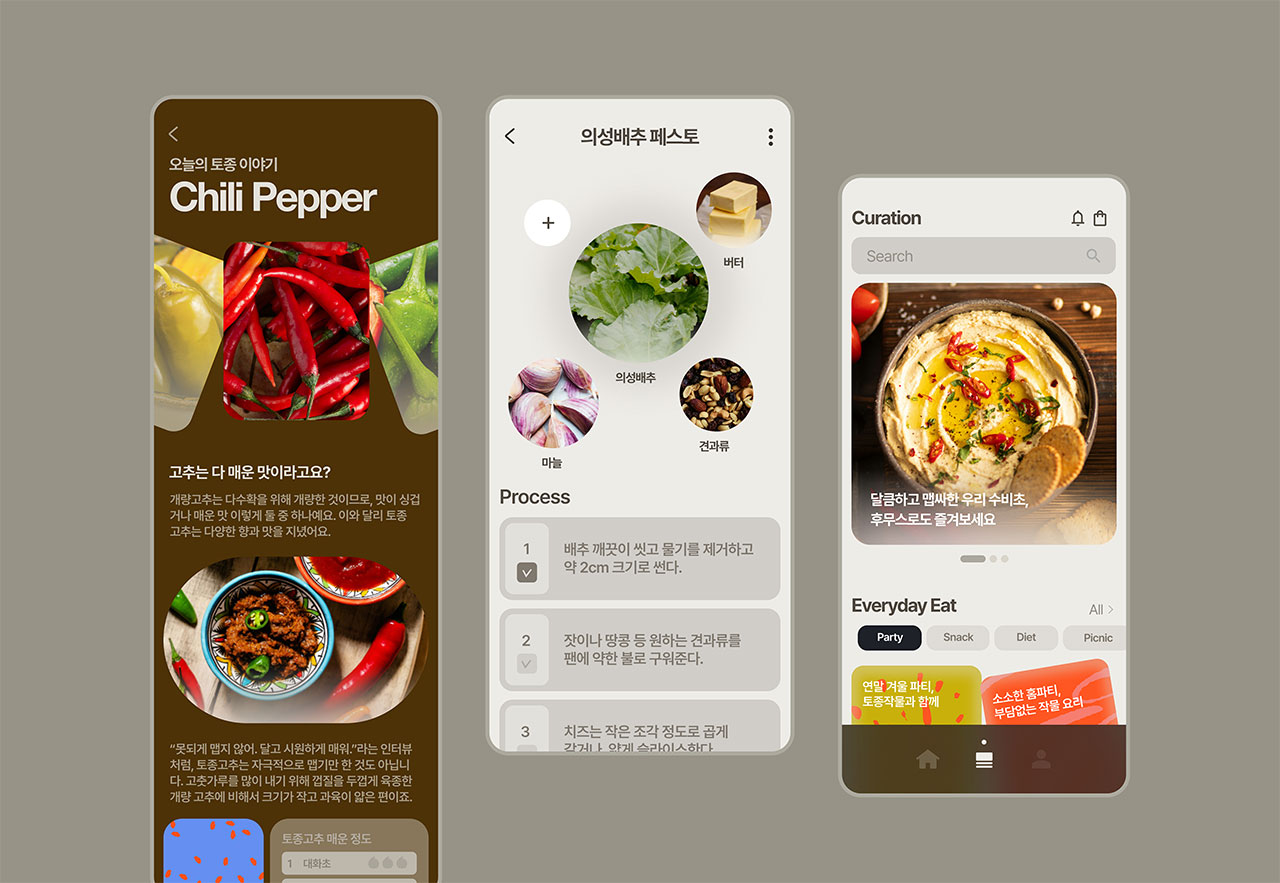 오늘의 토종 이야기
Chili Pepper
고추는 다 매운 맛이라고요?
개량고추는 다수확을 위해 개량한 것이므로, 맛이 싱겁
거나 매운 맛 이렇게 둘 중 하나예요. 이와 달리 토종
고추는 다양한 향과 맛을 지녔어요.
“못되게 맵지 않어. 달고 시원하게 매워.”라는 인터뷰
처럼, 토종고추는 자극적으로 맵기만 한 것도 아닙니
다. 고춧가루를 많이 내기 위해 껍질을 두껍게 육종한
개량 고추에 비해서 크기가 작고 과육이 얇은 편이죠.
토종고추 매운 정도
1 대화초
의성배추 페스토
버터
의성배추
마늘
견과류
Process
1
배추 깨끗이 씻고 물기를 제거하고
약 2cm 크기로 썬다.
2
잣이나 땅콩 등 원하는 견과류를
팬에 약한 불로 구워준다.
3
치즈는 작은 조각 정도로 곱게
갈거나, 얇게 슬라이스한다.
Curation
Search
달큼하고 맵싸한 우리 수비초,
후무스로도 즐겨보세요
Everyday Eat
All
Party Snack Diet Picnic
연말 겨울 파티,
토종작물과 함께
소소한 홈파티,
부담없는 작물 요리